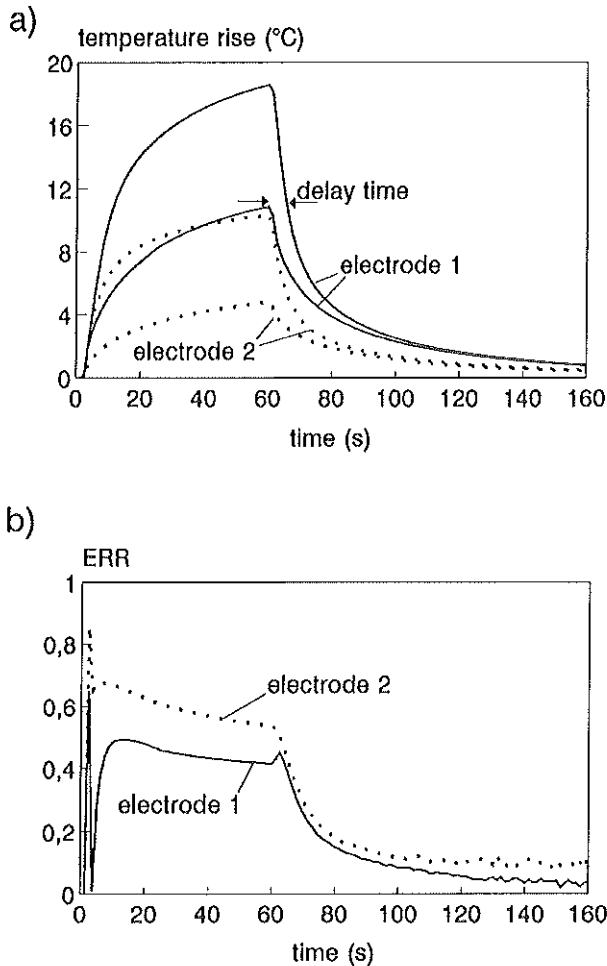 a)
temperature rise (°C)
20
16
12
8
4
0
delay time
electrode 1
electrode 2
0 20 40 60 80 100 120 140 160
time (s)
b)
ERR
1
0,8
0,6
0,4
0,2
0
electrode 2
electrode 1
0 20 40 60 80 100 120 140 160
time (s)